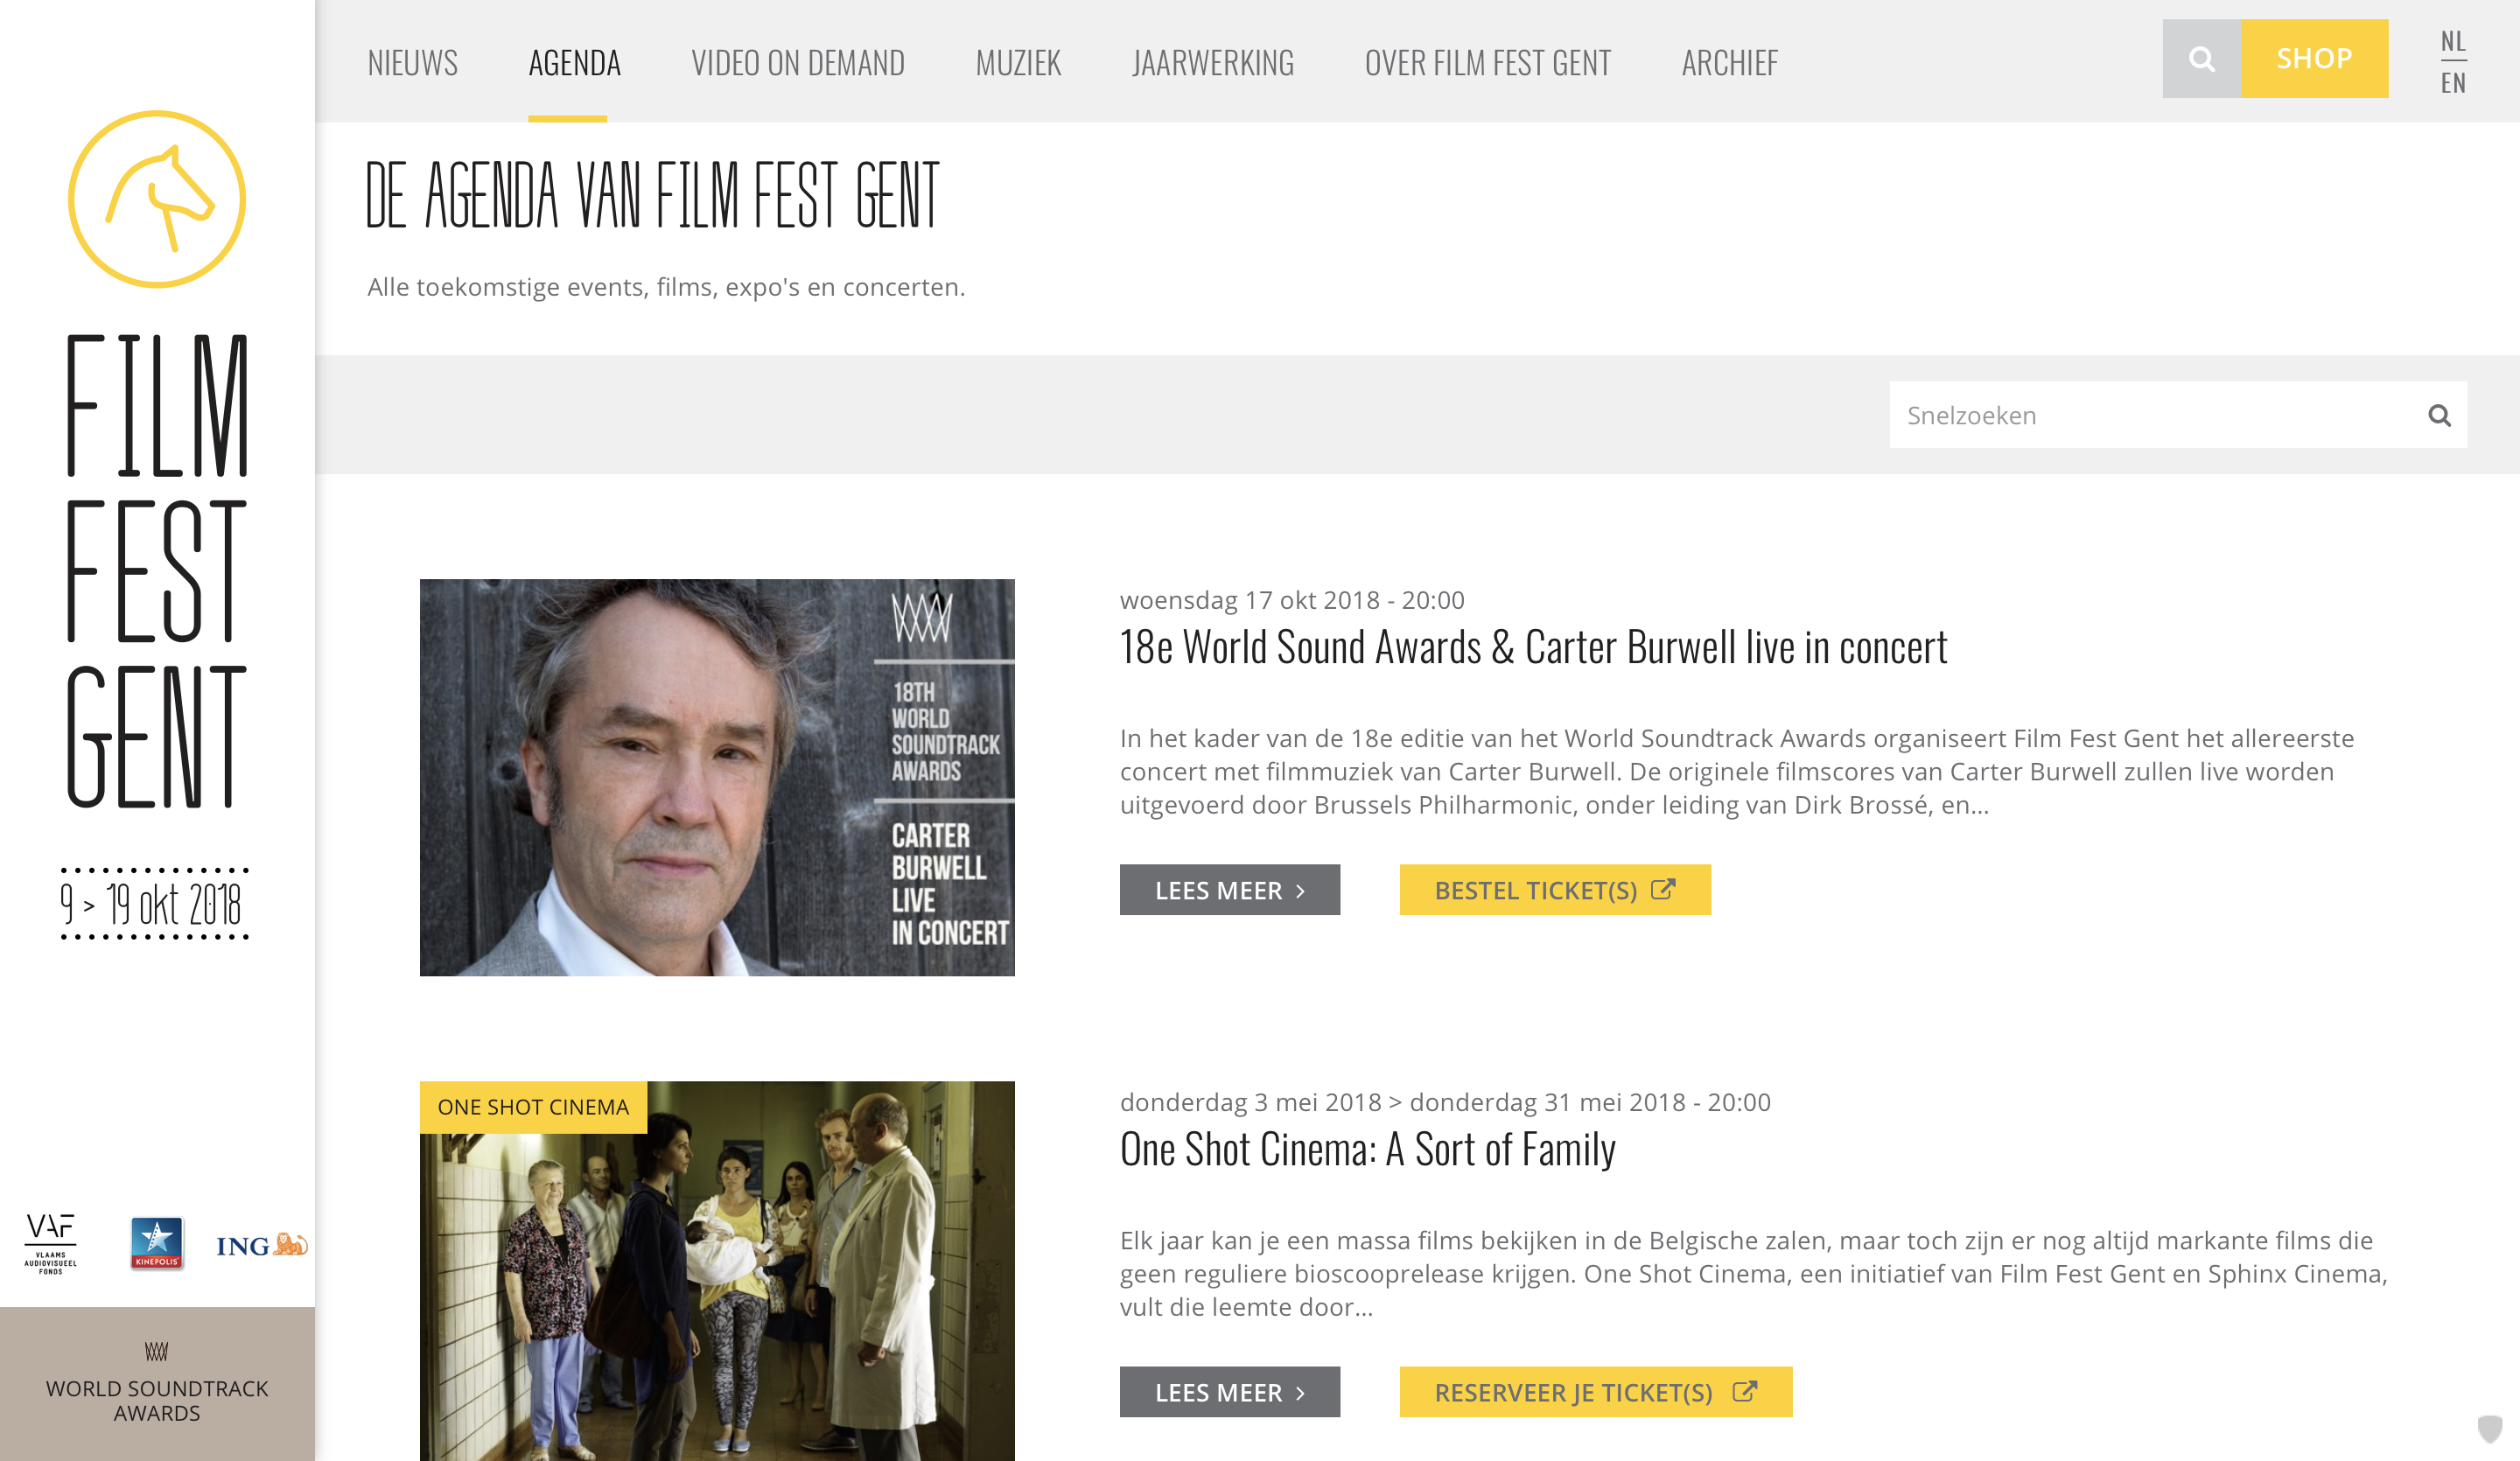 NIEUWS AGENDA VIDEO ON DEMAND MUZIEK JAARWERKING OVER FILM FEST GENT ARCHIEF
SHOP
NL
EN
FILM
FEST
GENT
9 > 19 okt 2018
VAF
VLAAMS
AUDIOVISUEEL
FONDS
KINEPOLIS
ING
WORLD SOUNDTRACK
AWARDS
DE AGENDA VAN FILM FEST GENT
Alle toekomstige events, films, expo's en concerten.
Snelzoeken
18TH
WORLD
SOUNDTRACK
AWARDS
CARTER
BURWELL
LIVE
IN CONCERT
woensdag 17 okt 2018 - 20:00
18e World Sound Awards & Carter Burwell live in concert
In het kader van de 18e editie van het World Soundtrack Awards organiseert Film Fest Gent het allereerste
concert met filmmuziek van Carter Burwell. De originele filmscores van Carter Burwell zullen live worden
uitgevoerd door Brussels Philharmonic, onder leiding van Dirk Brossé, en...
LEES MEER >
BESTEL TICKET(S)
ONE SHOT CINEMA
donderdag 3 mei 2018 > donderdag 31 mei 2018 - 20:00
One Shot Cinema: A Sort of Family
Elk jaar kan je een massa films bekijken in de Belgische zalen, maar toch zijn er nog altijd markante films die
geen reguliere bioscooprelease krijgen. One Shot Cinema, een initiatief van Film Fest Gent en Sphinx Cinema,
vult die leemte door...
LEES MEER >
RESERVEER JE TICKET(S)